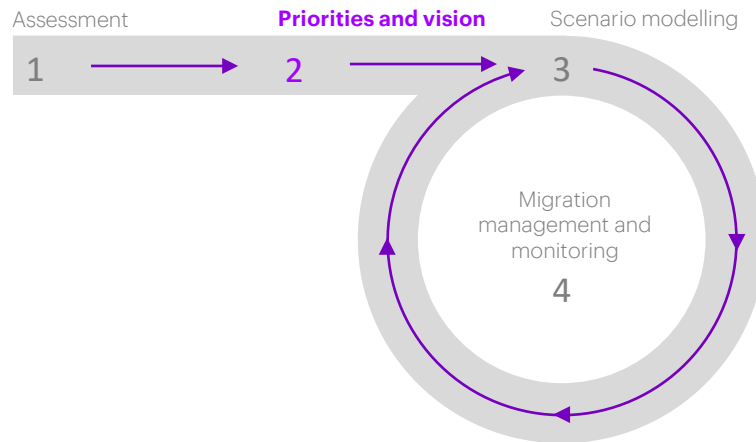 Assessment
Priorities and vision
Scenario modelling
1
2
3
Migration
management and
monitoring
4